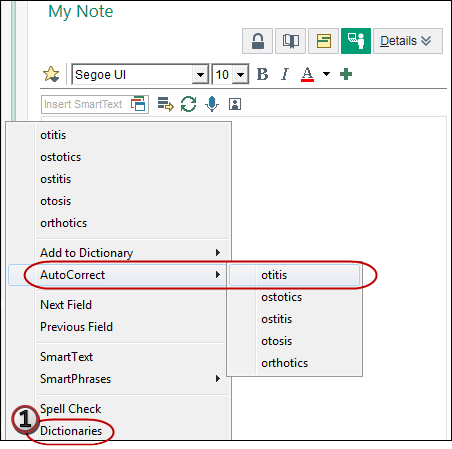 My Note
Details
Segoe UI 10 B I A
Insert SmartText
otitis
ostotics
ostitis
otosis
orthotics
Add to Dictionary
AutoCorrect
otitis
ostotics
ostitis
otosis
orthotics
Next Field
Previous Field
SmartText
SmartPhrases
Spell Check
1
Dictionaries